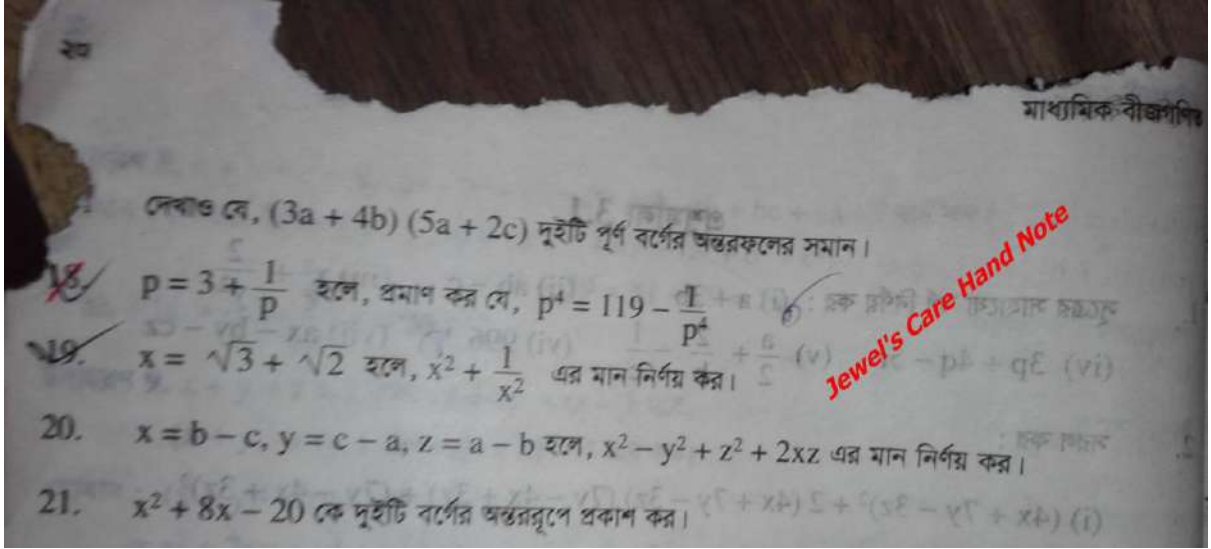 মাধ্যমিক বীজগণিত
দেখাও যে, (3a + 4b) (5a + 2c) দুইটি পূর্ণ বর্গের অন্তরফলের সমান।
18. p = 3 + 1/p হলে, প্রমাণ কর যে, p⁴ = 119 − 1/p⁴
19. x = √3 + √2 হলে, x² + 1/x² এর মান নির্ণয় কর।
20. x = b − c, y = c − a, z = a − b হলে, x² − y² + z² + 2xz এর মান নির্ণয় কর।
21. x² + 8x − 20 কে দুইটি বর্গের অন্তররূপে প্রকাশ কর।
Jewel's Care Hand Note